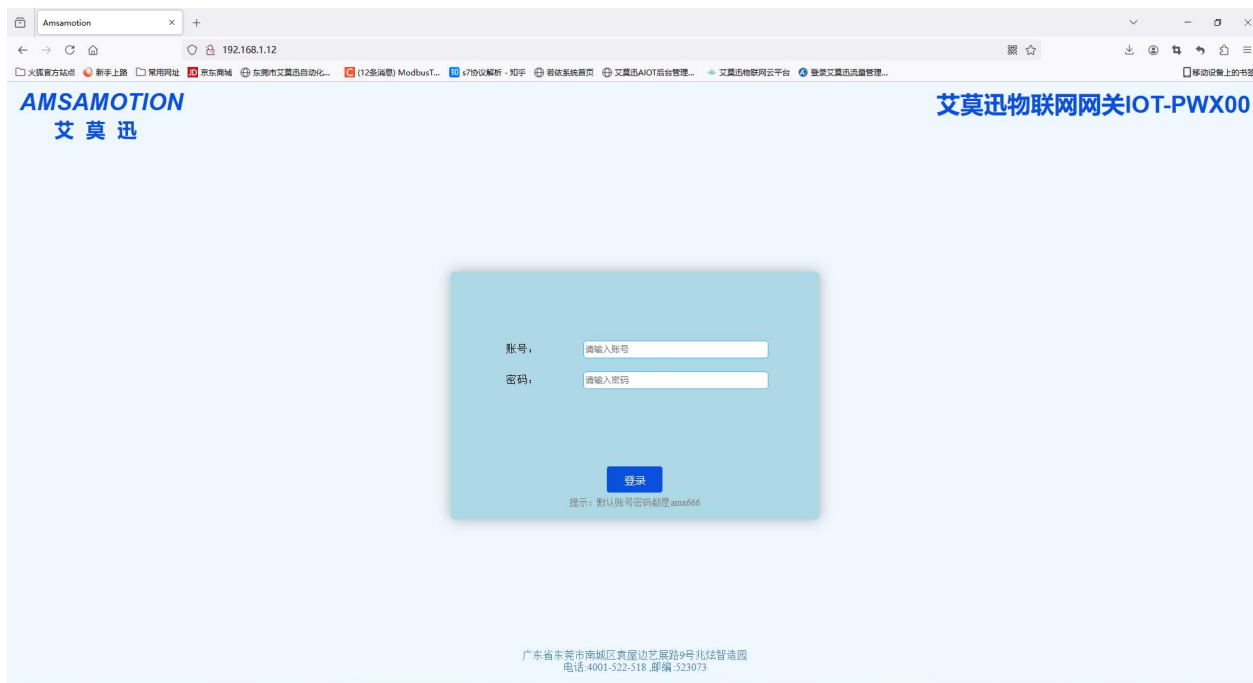 Amsamotion
192.168.1.12
火狐官方站点 新手上路 常用网址 京东商城 东莞市艾莫迅自动化... (12条消息) ModbusT... s7协议解析 - 知乎 若依系统首页 艾莫迅AIOT后台管理... 艾莫迅物联网云平台 登录艾莫迅流量管理... 移动设备上的书签
AMSAMOTION
艾莫迅
艾莫迅物联网网关IOT-PWX00
账号：
请输入账号
密码：
请输入密码
登录
提示：默认账号密码都是amx666
广东省东莞市南城区袁屋边艺展路9号兆炫智造园
电话:4001-522-518 ,邮编:523073